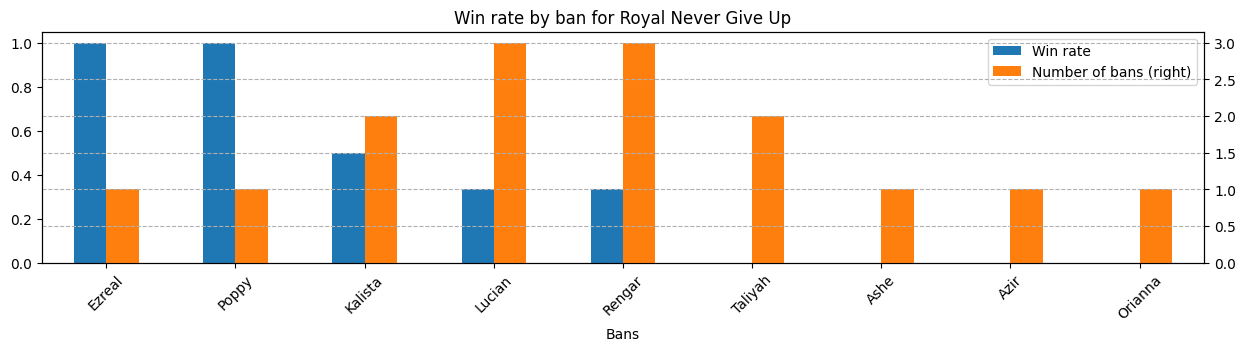 Win rate by ban for Royal Never Give Up
Win rate
Number of bans (right)
1.0
0.8
0.6
0.4
0.2
0.0
3.0
2.5
2.0
1.5
1.0
0.5
0.0
Ezreal
Poppy
Kalista
Lucian
Rengar
Taliyah
Ashe
Azir
Orianna
Bans